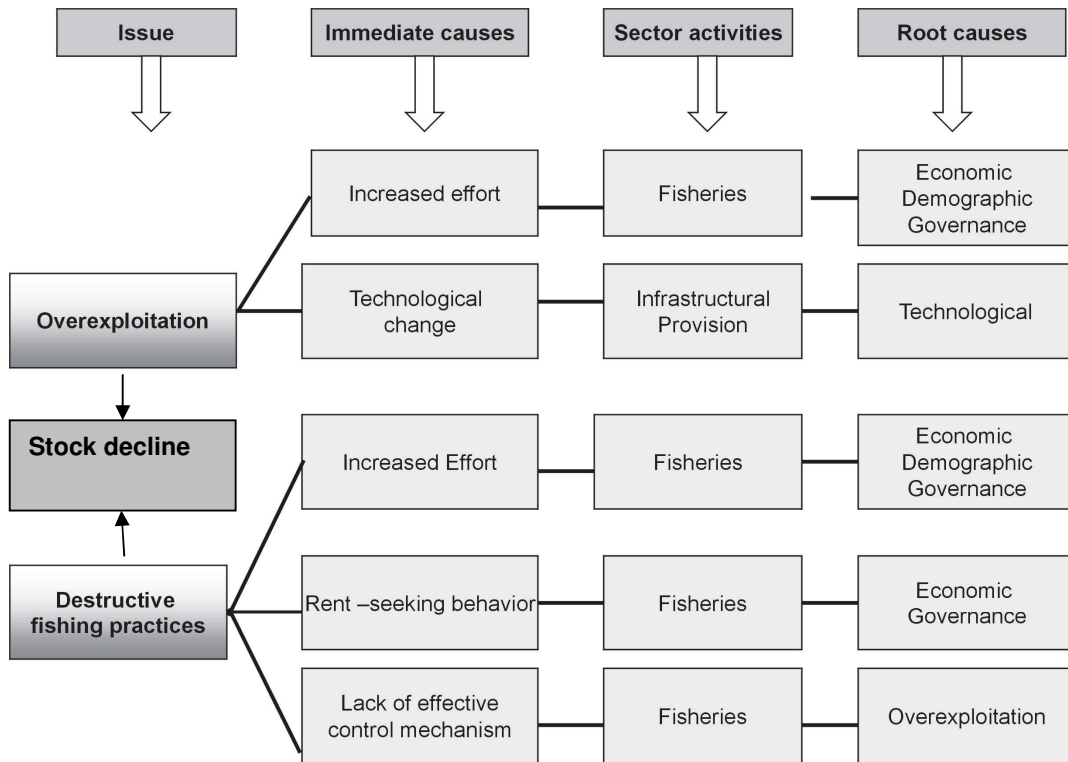 Issue
Immediate causes
Sector activities
Root causes
Increased effort
Fisheries
Economic
Demographic
Governance
Overexploitation
Technological
change
Infrastructural
Provision
Technological
Stock decline
Increased Effort
Fisheries
Economic
Demographic
Governance
Destructive
fishing practices
Rent –seeking behavior
Fisheries
Economic
Governance
Lack of effective
control mechanism
Fisheries
Overexploitation